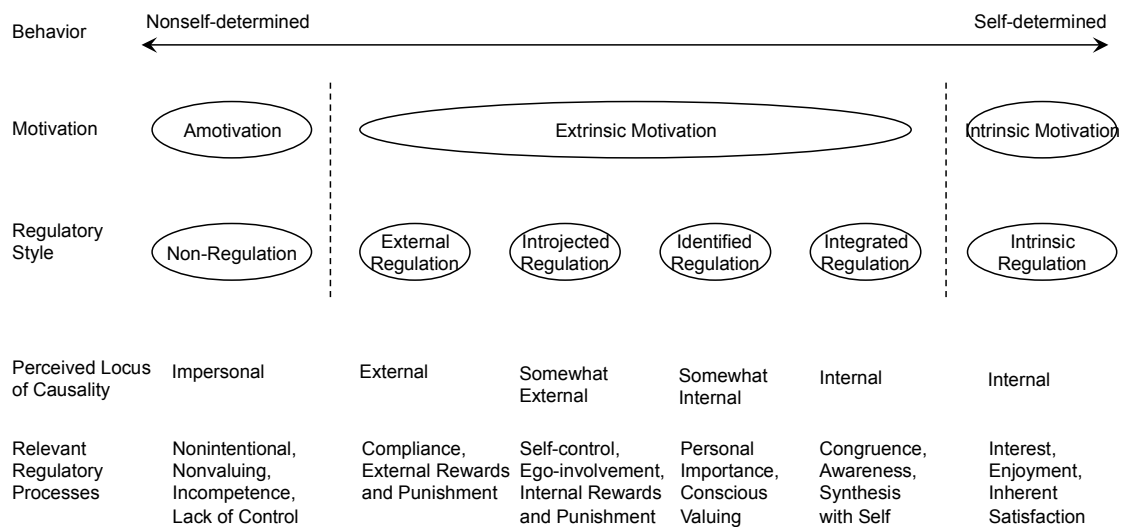 Behavior
Nonself-determined
Self-determined
Motivation
Amotivation
Extrinsic Motivation
Intrinsic Motivation
Regulatory
Style
Non-Regulation
External
Regulation
Introjected
Regulation
Identified
Regulation
Integrated
Regulation
Intrinsic
Regulation
Perceived Locus
of Causality
Impersonal
External
Somewhat
External
Somewhat
Internal
Internal
Internal
Relevant
Regulatory
Processes
Nonintentional,
Nonvaluing,
Incompetence,
Lack of Control
Compliance,
External Rewards
and Punishment
Self-control,
Ego-involvement,
Internal Rewards
and Punishment
Personal
Importance,
Conscious
Valuing
Congruence,
Awareness,
Synthesis
with Self
Interest,
Enjoyment,
Inherent
Satisfaction